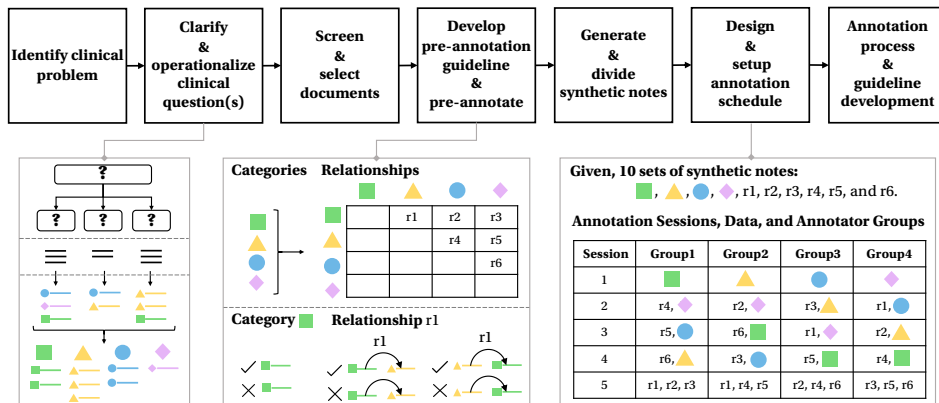 Identify clinical
problem
Clarify
&
operationalize
clinical
question(s)
Screen
&
select
documents
Develop
pre-annotation
guideline
&
pre-annotate
Generate
&
divide
synthetic notes
Design
&
setup
annotation
schedule
Annotation
process
&
guideline
development
?
? ? ?
Categories Relationships
r1 r2 r3
r4 r5
r6
Category Relationship r1
r1 r1
Given, 10 sets of synthetic notes:
, , , , r1, r2, r3, r4, r5, and r6.
Annotation Sessions, Data, and Annotator Groups
Session Group1 Group2 Group3 Group4
1
2 r4, r2, r3, r1,
3 r5, r6, r1, r2,
4 r6, r3, r5, r4,
5 r1, r2, r3 r1, r4, r5 r2, r4, r6 r3, r5, r6